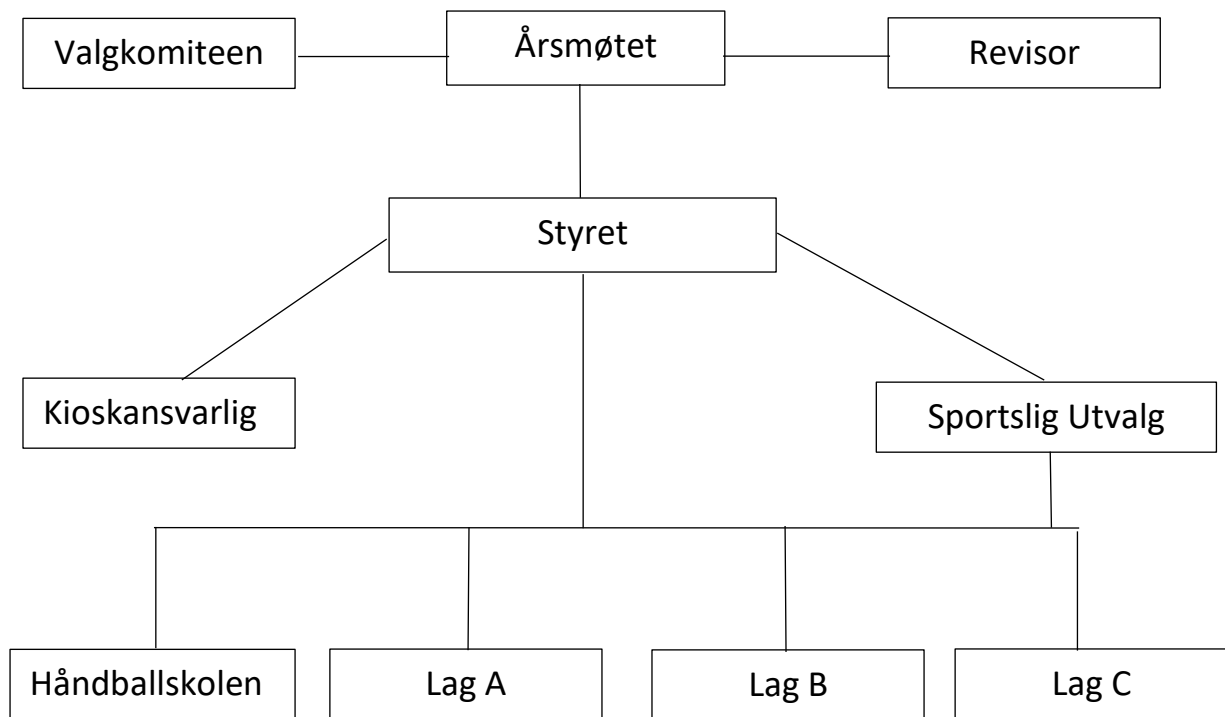 Valgkomiteen
Årsmøtet
Revisor
Styret
Kioskansvarlig
Sportslig Utvalg
Håndballskolen
Lag A
Lag B
Lag C